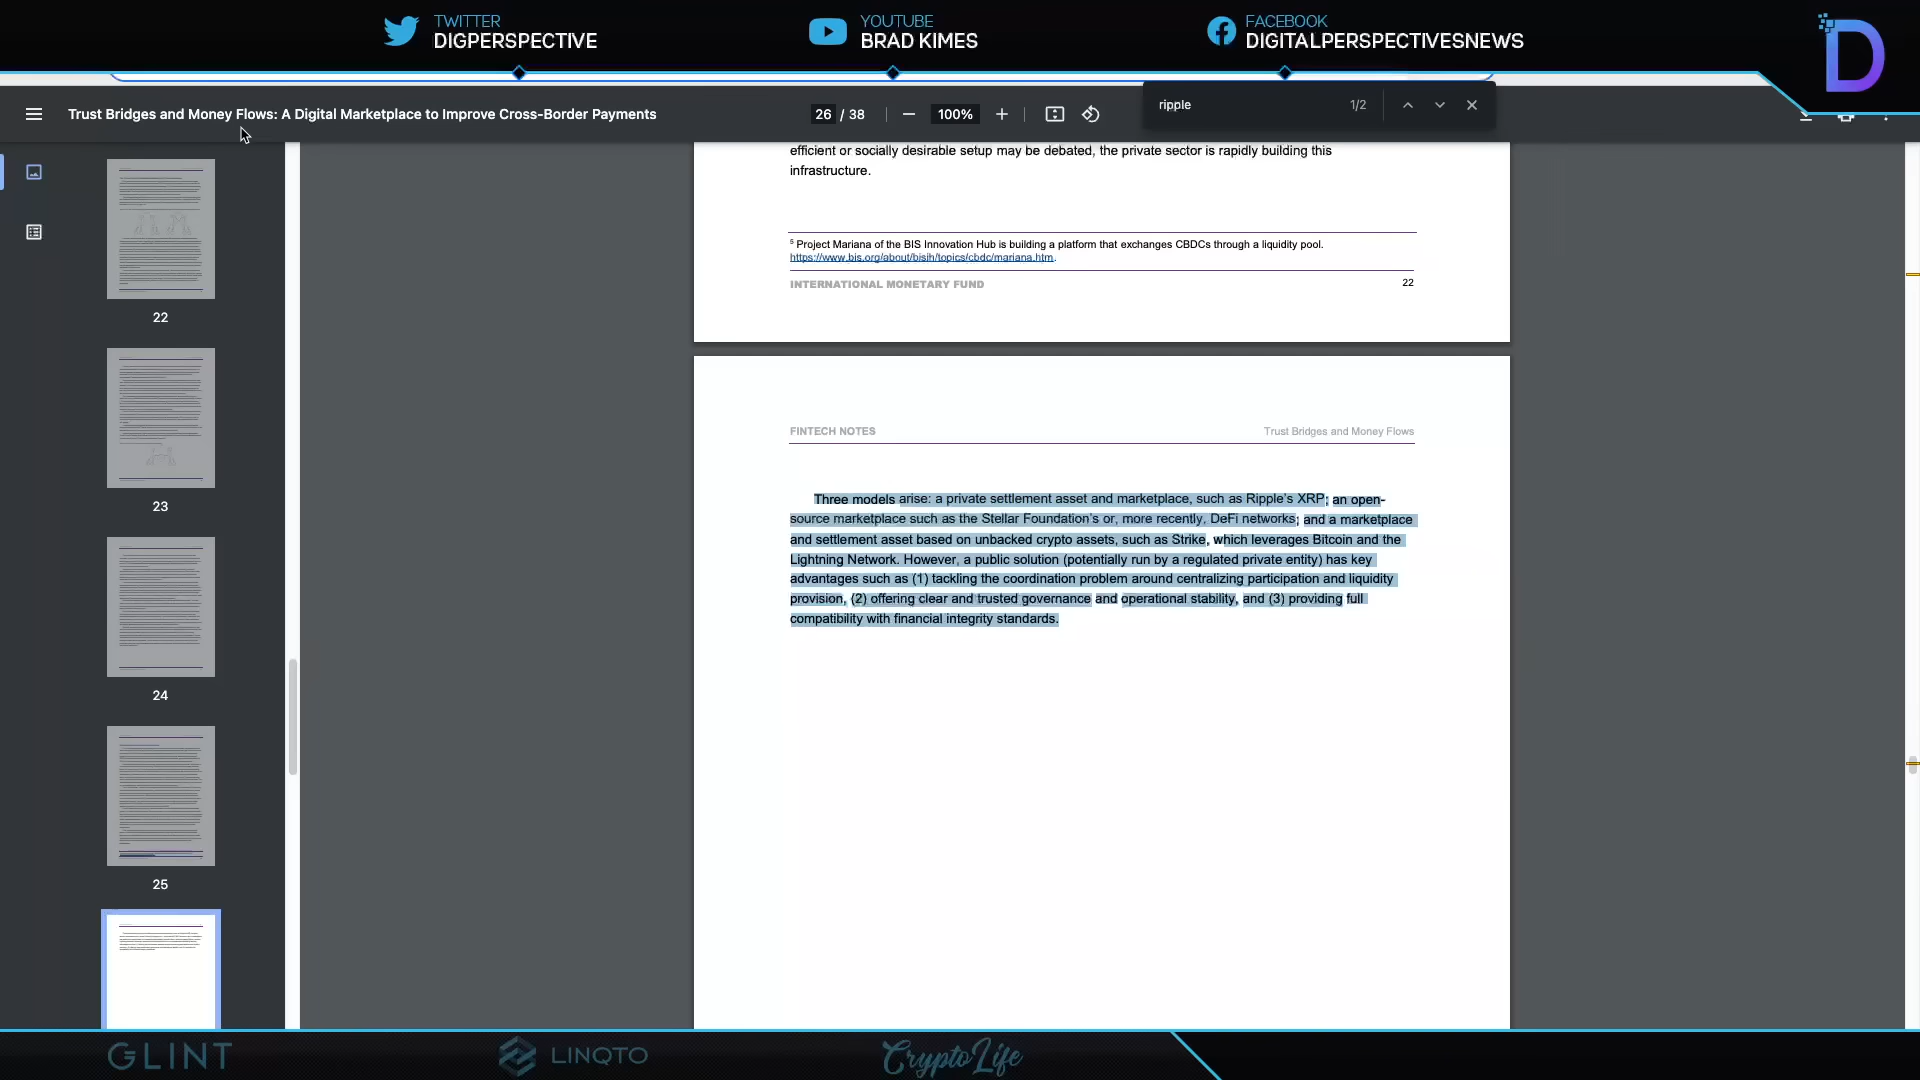 TWITTER
DIGPERSPECTIVE
YOUTUBE
BRAD KIMES
FACEBOOK
DIGITALPERSPECTIVESNEWS
D
Trust Bridges and Money Flows: A Digital Marketplace to Improve Cross-Border Payments
26 / 38
100%
ripple
1/2
22
23
24
25
efficient or socially desirable setup may be debated, the private sector is rapidly building this
infrastructure.
5 Project Mariana of the BIS Innovation Hub is building a platform that exchanges CBDCs through a liquidity pool.
https://www.bis.org/about/bisih/topics/cbdc/mariana.htm.
INTERNATIONAL MONETARY FUND
22
FINTECH NOTES
Trust Bridges and Money Flows
Three models arise: a private settlement asset and marketplace, such as Ripple's XRP; an open-
source marketplace such as the Stellar Foundation's or, more recently, DeFi networks; and a marketplace
and settlement asset based on unbacked crypto assets, such as Strike, which leverages Bitcoin and the
Lightning Network. However, a public solution (potentially run by a regulated private entity) has key
advantages such as (1) tackling the coordination problem around centralizing participation and liquidity
provision, (2) offering clear and trusted governance and operational stability, and (3) providing full
compatibility with financial integrity standards.
GLINT
LINQTO
CryptoLife